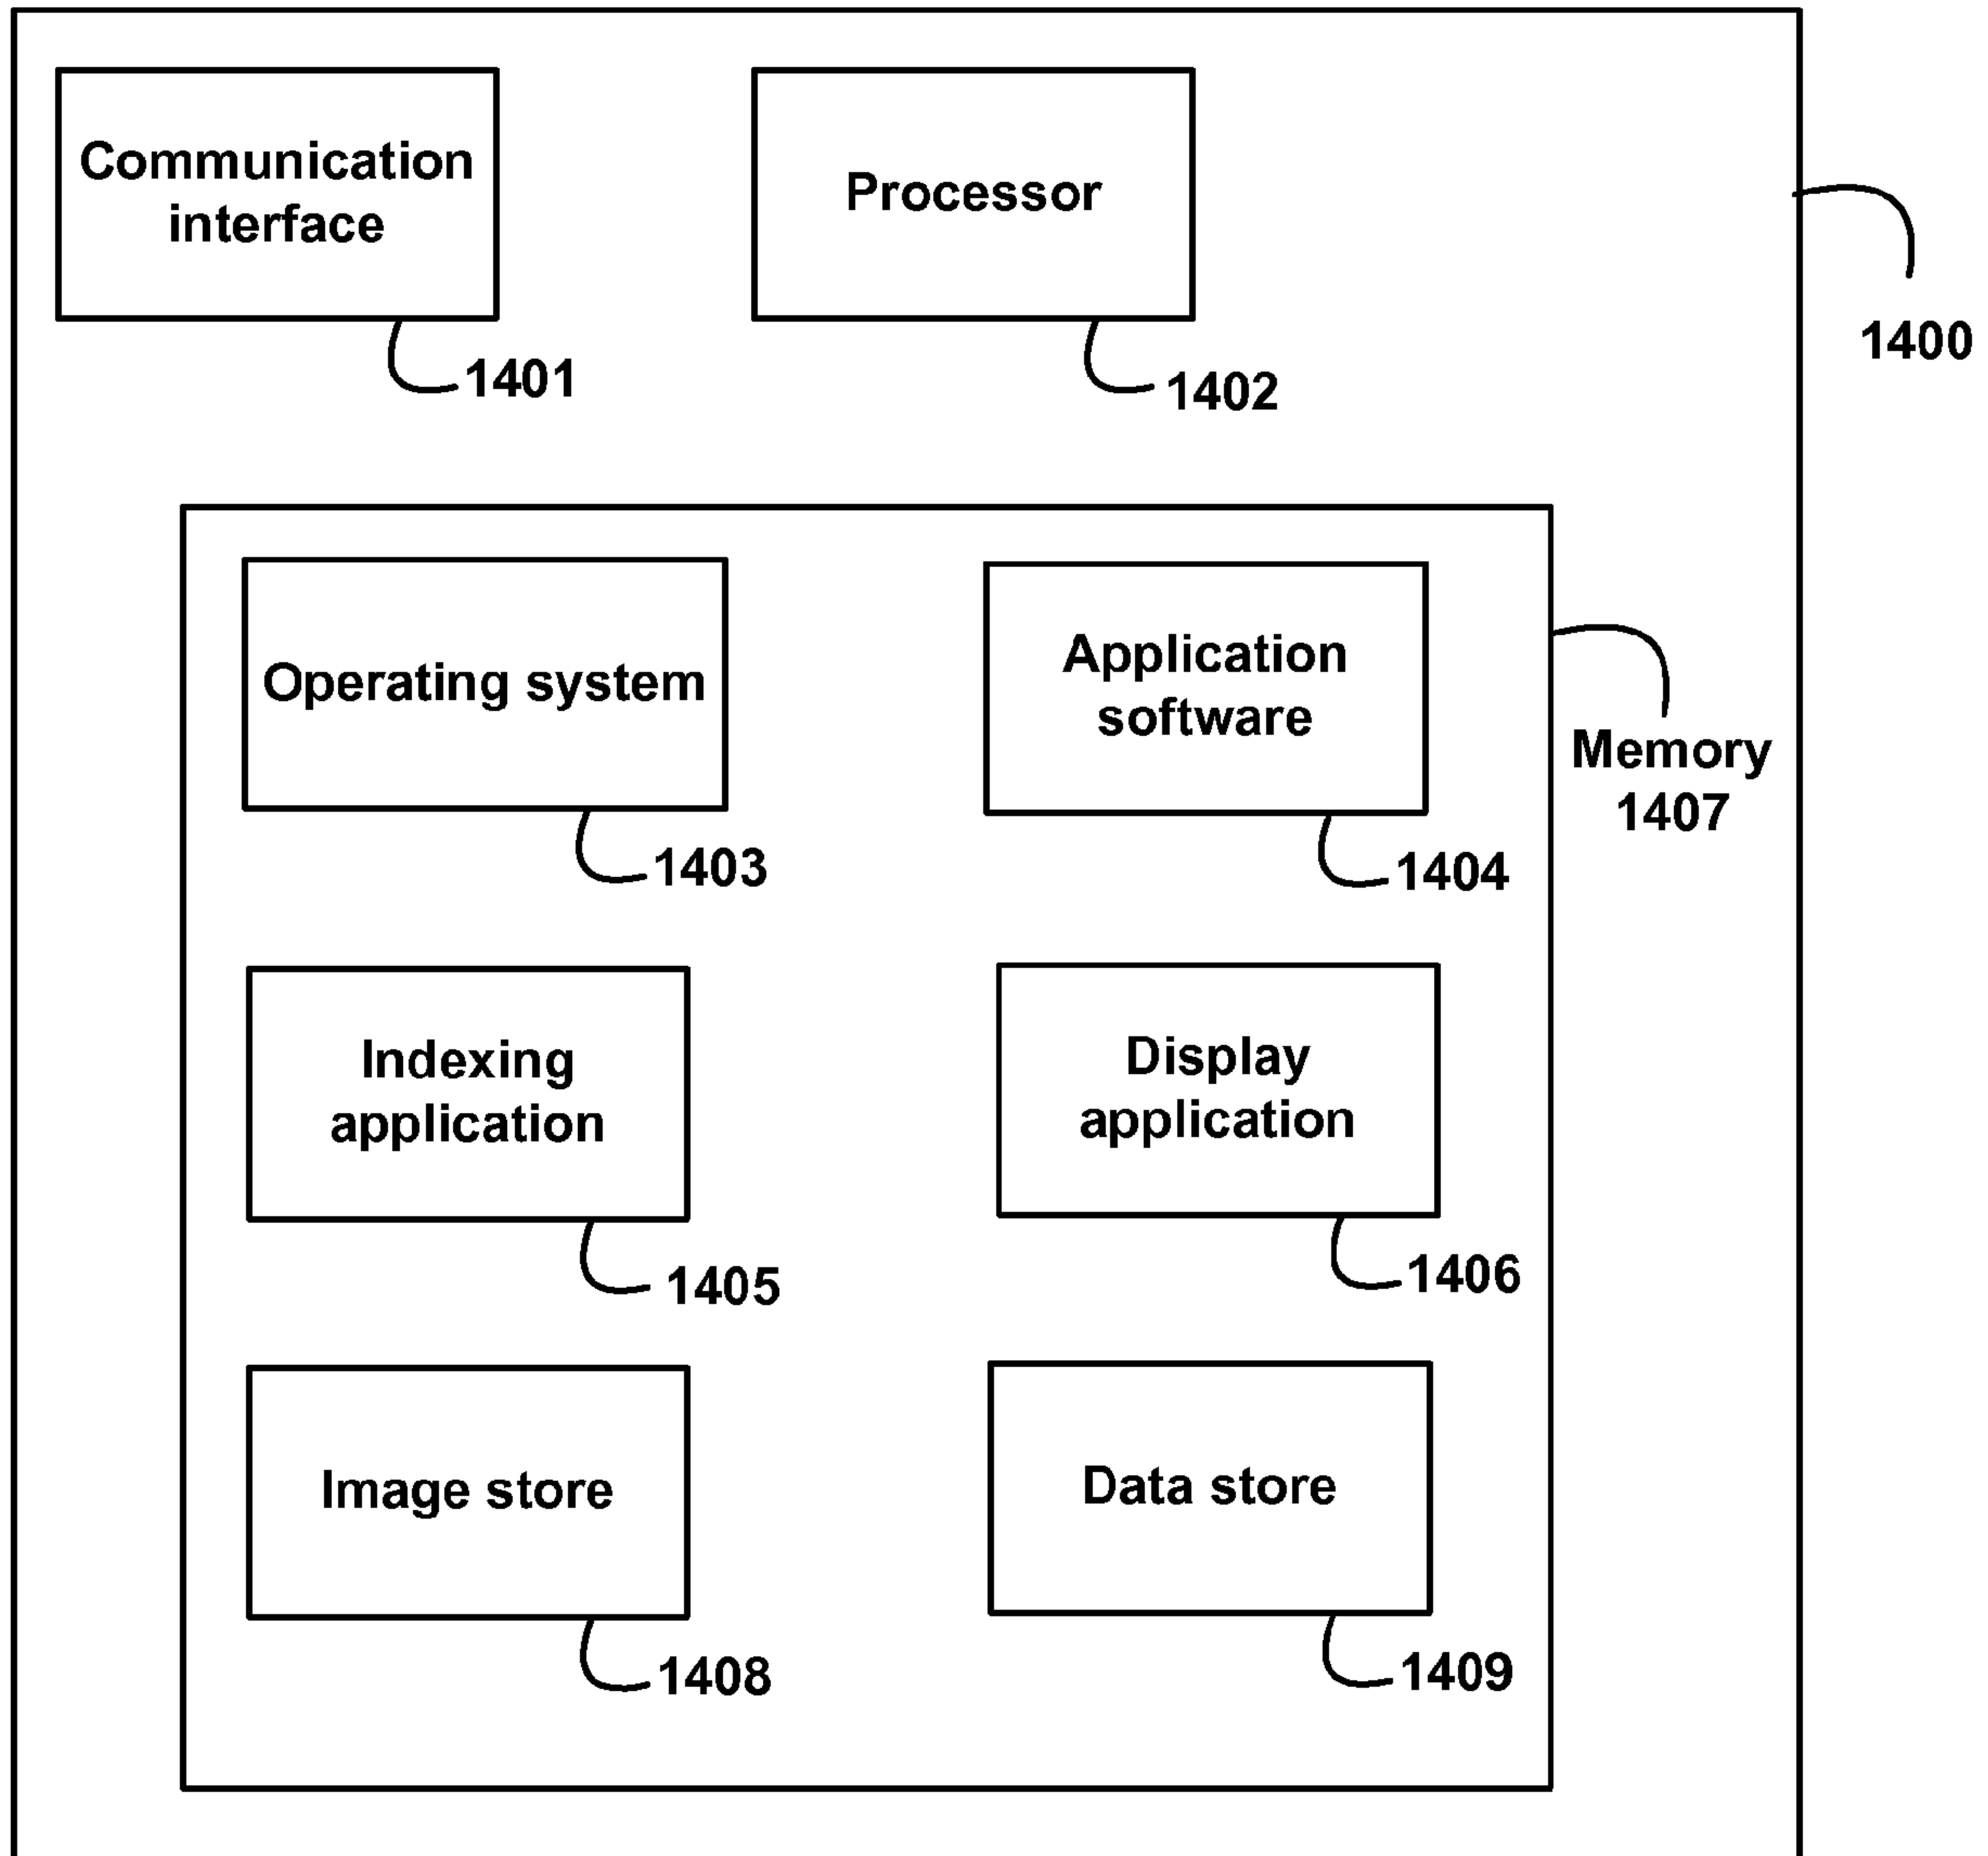 Communication
interface
1401
Processor
1402
1400
Operating system
1403
Application
software
1404
Memory
1407
Indexing
application
1405
Display
application
1406
Image store
1408
Data store
1409